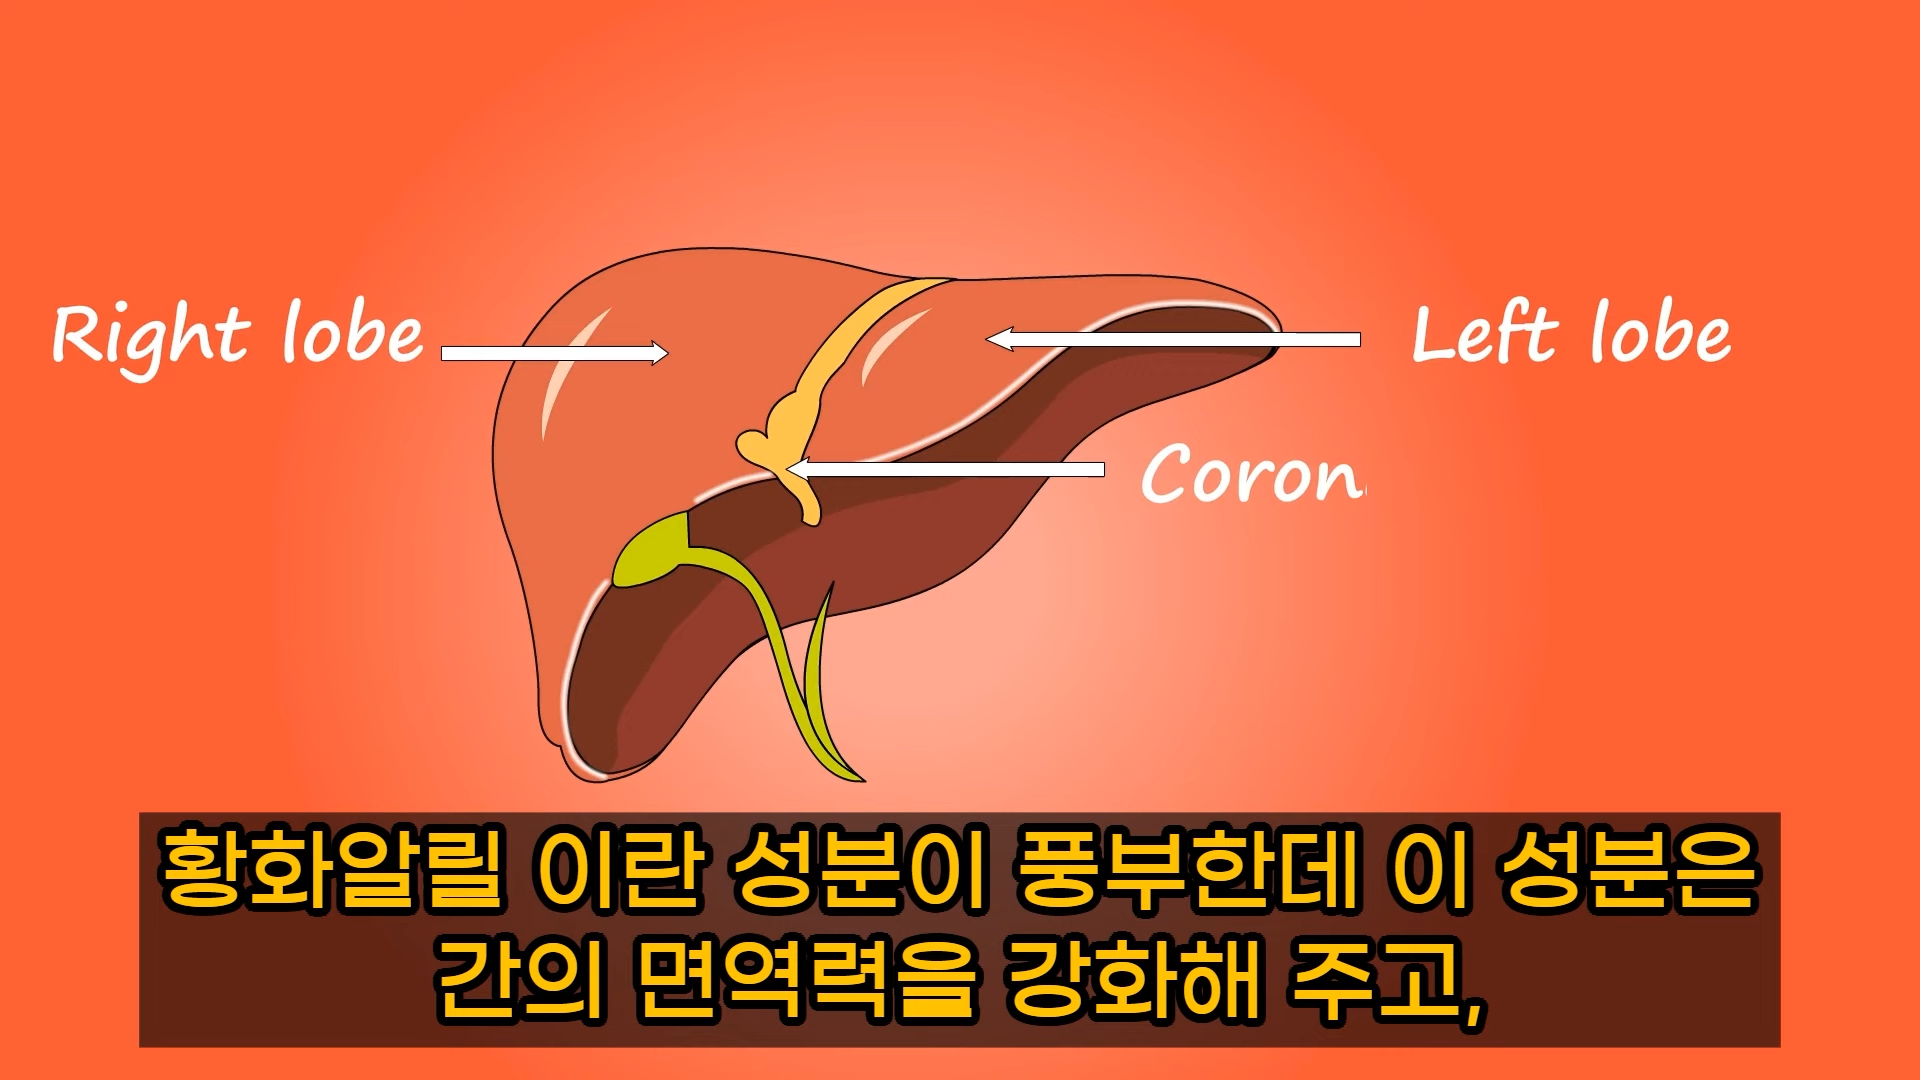 Right lobe
Left lobe
Coron
황화알릴 이란 성분이 풍부한데 이 성분은
간의 면역력을 강화해 주고,